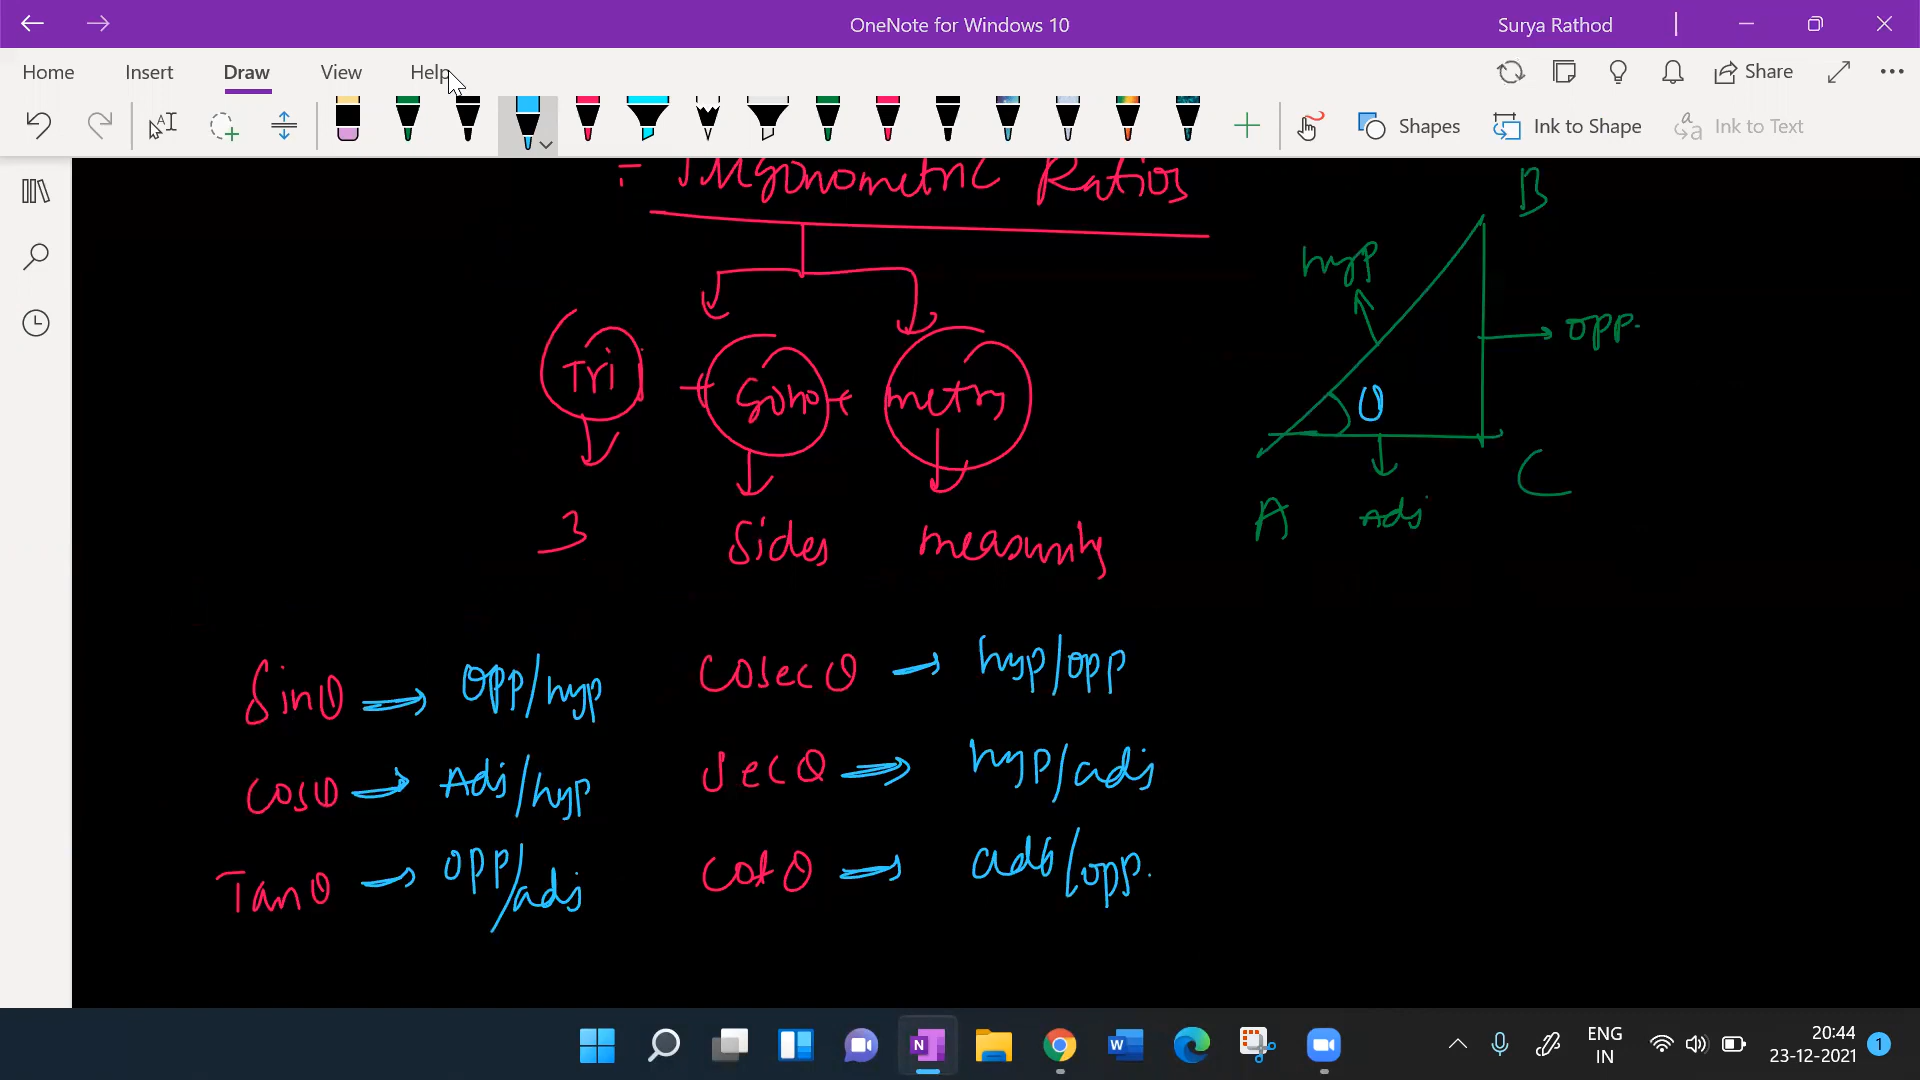 OneNote for Windows 10
Surya Rathod
Home Insert Draw View Help
Share
Shapes Ink to Shape Ink to Text
:- Trigonometric Ratios
B
hyp
opp.
Tri + Gono + metry
θ
A Adj C
3 Sides measuring
Sinθ → opp/hyp cosecθ → hyp/opp
cosθ → Adj/hyp secθ → hyp/adj
Tanθ → opp/adj cotθ → adj/opp.
ENG
IN
20:44
23-12-2021
1